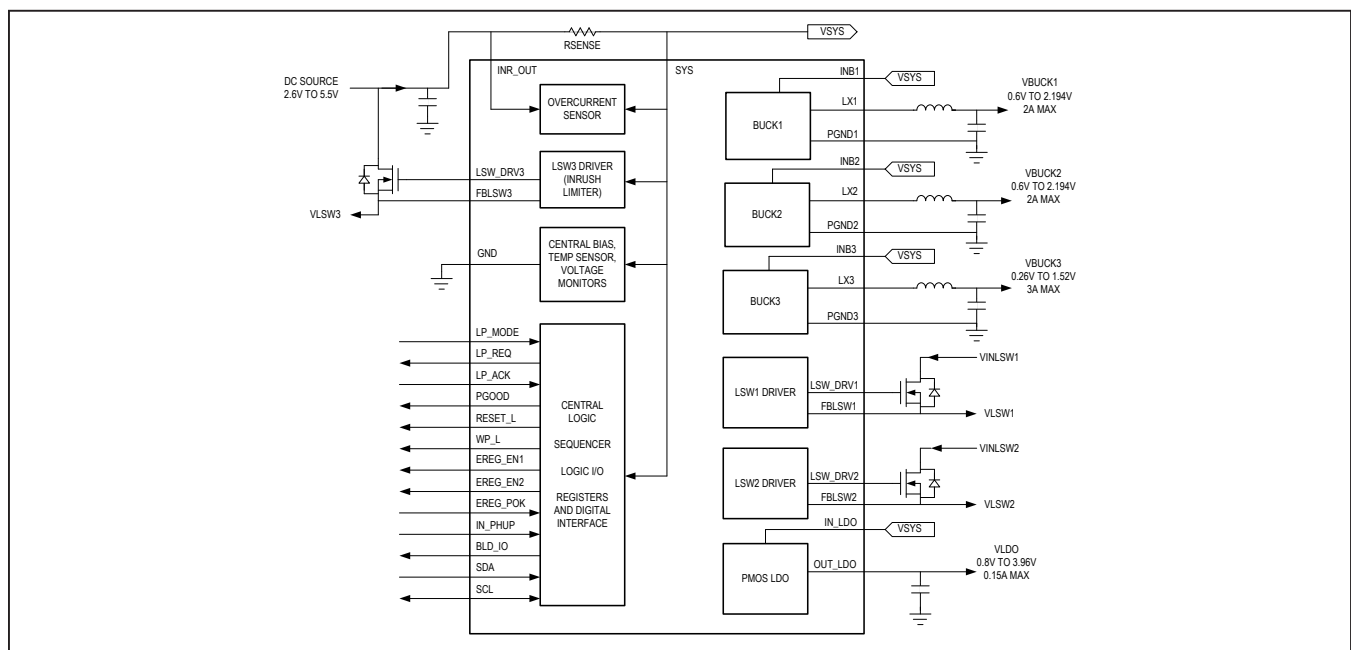 VSYS
RSENSE
INR_OUT
SYS
DC SOURCE
2.6V TO 5.5V
OVERCURRENT
SENSOR
LSW_DRV3
FBLSW3
LSW3 DRIVER
(INRUSH
LIMITER)
VLSW3
GND
CENTRAL BIAS,
TEMP SENSOR,
VOLTAGE
MONITORS
LP_MODE
LP_REQ
LP_ACK
PGOOD
RESET_L
WP_L
EREG_EN1
EREG_EN2
EREG_POK
IN_PHUP
BLD_IO
SDA
SCL
CENTRAL
LOGIC
SEQUENCER
LOGIC I/O
REGISTERS
AND DIGITAL
INTERFACE
INB1
VSYS
BUCK1
LX1
PGND1
VBUCK1
0.6V TO 2.194V
2A MAX
INB2
VSYS
BUCK2
LX2
PGND2
VBUCK2
0.6V TO 2.194V
2A MAX
INB3
VSYS
BUCK3
LX3
PGND3
VBUCK3
0.26V TO 1.52V
3A MAX
VINLSW1
LSW1 DRIVER
LSW_DRV1
FBLSW1
VLSW1
VINLSW2
LSW2 DRIVER
LSW_DRV2
FBLSW2
VLSW2
IN_LDO
VSYS
PMOS LDO
OUT_LDO
VLDO
0.8V TO 3.96V
0.15A MAX